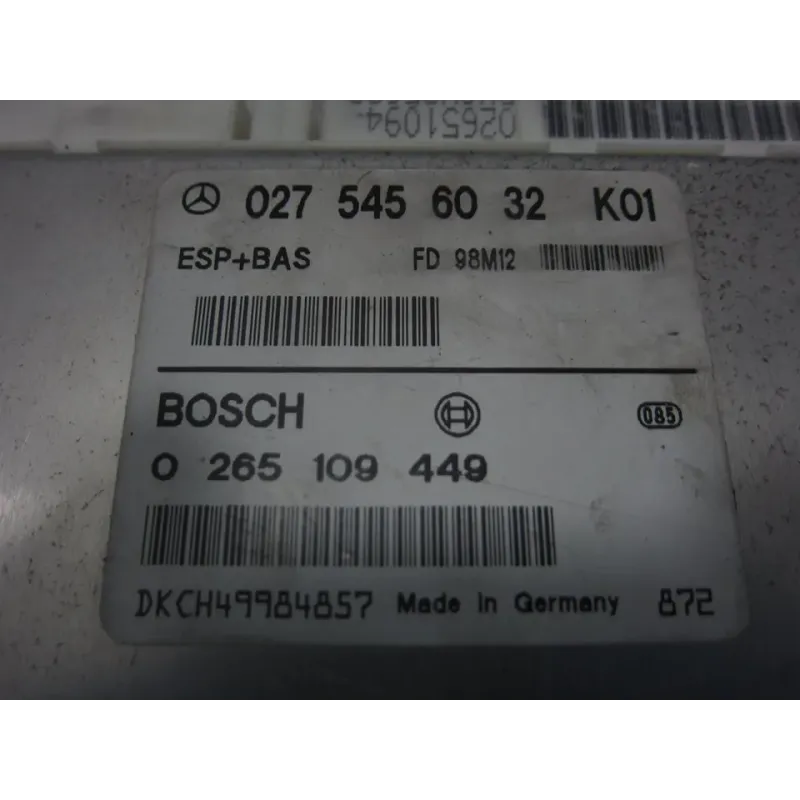 02651094
027 545 60 32 K01
ESP+BAS FD 98M12
BOSCH 085
0 265 109 449
DKCH49984857 Made in Germany 872